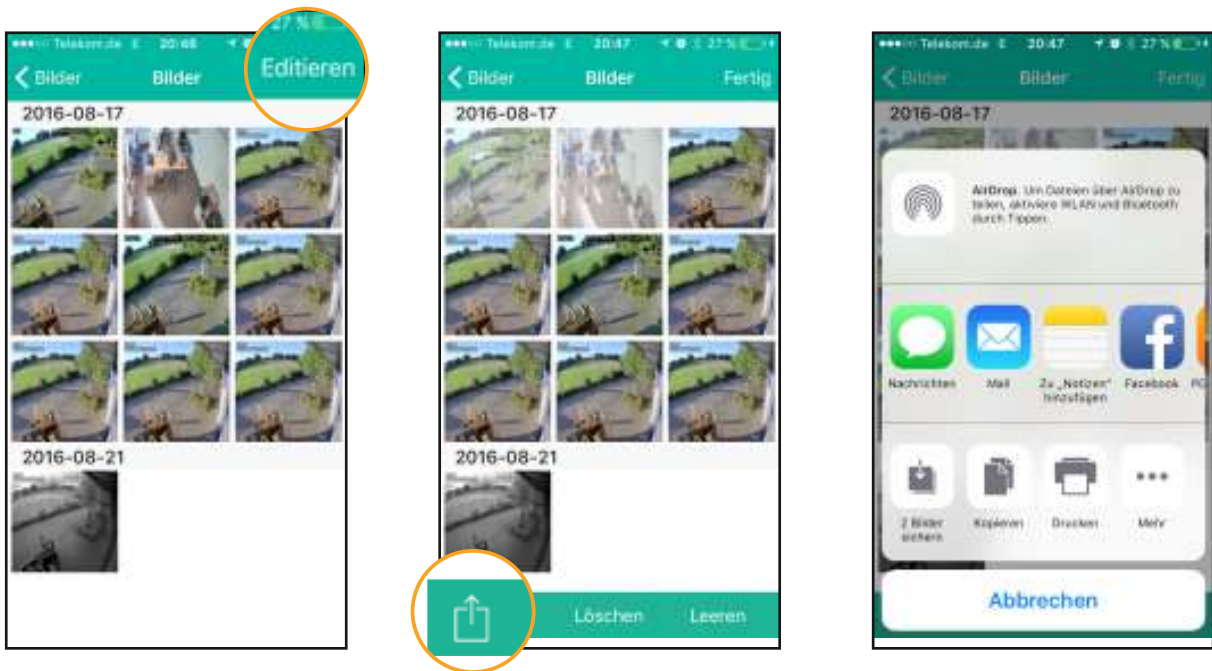 27 %
Telekom.de 20:46
Bilder
Bilder
Editieren
2016-08-17
2016-08-21
Telekom.de 20:47 27 %
Bilder
Bilder
Fertig
2016-08-17
2016-08-21
Löschen
Leeren
Telekom.de 20:47 27 %
Bilder
Bilder
Fertig
2016-08-17
AirDrop. Um Dateien über AirDrop zu
teilen, aktiviere WLAN und Bluetooth
durch Tippen.
Nachrichten
Mail
Zu „Notizen"
hinzufügen
Facebook
2 Bilder
sichern
Kopieren
Drucken
Mehr
Abbrechen